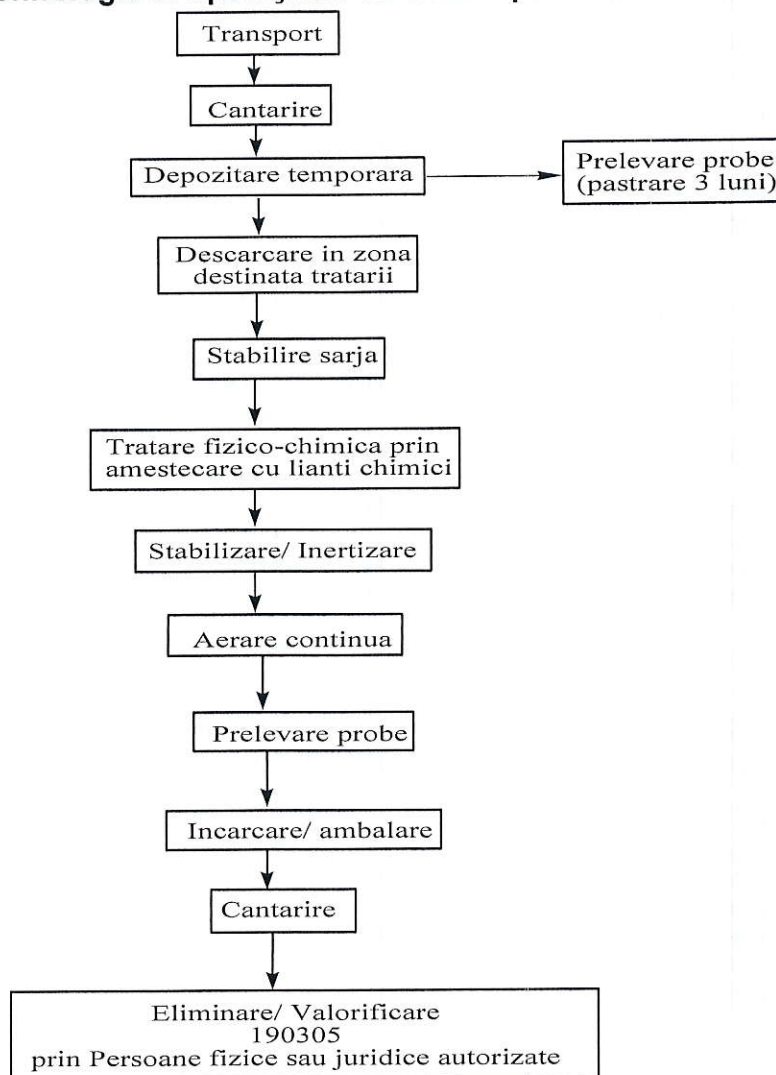 Transport
Cantarire
Depozitare temporara
Prelevare probe
(pastrare 3 luni)
Descarcare in zona
destinata tratarii
Stabilire sarja
Tratare fizico-chimica prin
amestecare cu lianti chimici
Stabilizare/ Inertizare
Aerare continua
Prelevare probe
Incarcare/ ambalare
Cantarire
Eliminare/ Valorificare
190305
prin Persoane fizice sau juridice autorizate